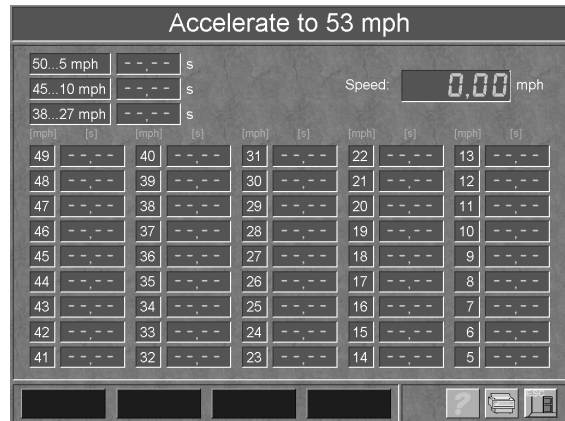 Accelerate to 53 mph
50...5 mph --,-- s
45...10 mph --,-- s
38...27 mph --,-- s
Speed: 0,00 mph
[mph] [s] [mph] [s] [mph] [s] [mph] [s] [mph] [s]
49 --,-- 40 --,-- 31 --,-- 22 --,-- 13 --,--
48 --,-- 39 --,-- 30 --,-- 21 --,-- 12 --,--
47 --,-- 38 --,-- 29 --,-- 20 --,-- 11 --,--
46 --,-- 37 --,-- 28 --,-- 19 --,-- 10 --,--
45 --,-- 36 --,-- 27 --,-- 18 --,-- 9 --,--
44 --,-- 35 --,-- 26 --,-- 17 --,-- 8 --,--
43 --,-- 34 --,-- 25 --,-- 16 --,-- 7 --,--
42 --,-- 33 --,-- 24 --,-- 15 --,-- 6 --,--
41 --,-- 32 --,-- 23 --,-- 14 --,-- 5 --,--
? ESC